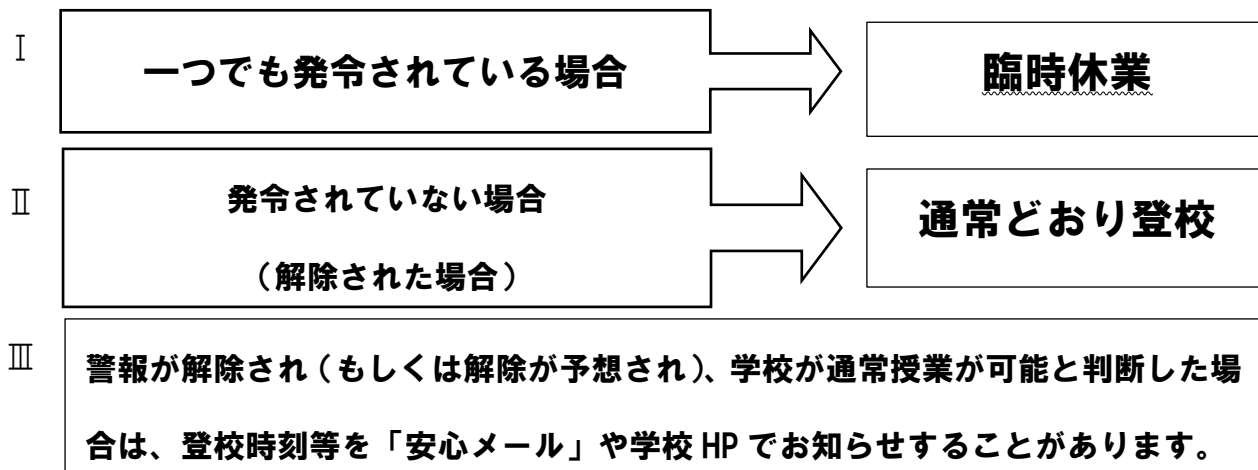 Ⅰ
一つでも発令されている場合
臨時休業
Ⅱ
発令されていない場合
（解除された場合）
通常どおり登校
Ⅲ
警報が解除され（もしくは解除が予想され）、学校が通常授業が可能と判断した場
合は、登校時刻等を「安心メール」や学校 HP でお知らせすることがあります。